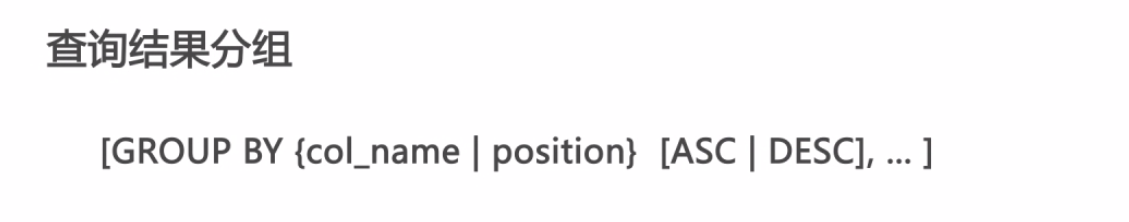 查询结果分组
[GROUP BY {col_name | position} [ASC | DESC], ... ]